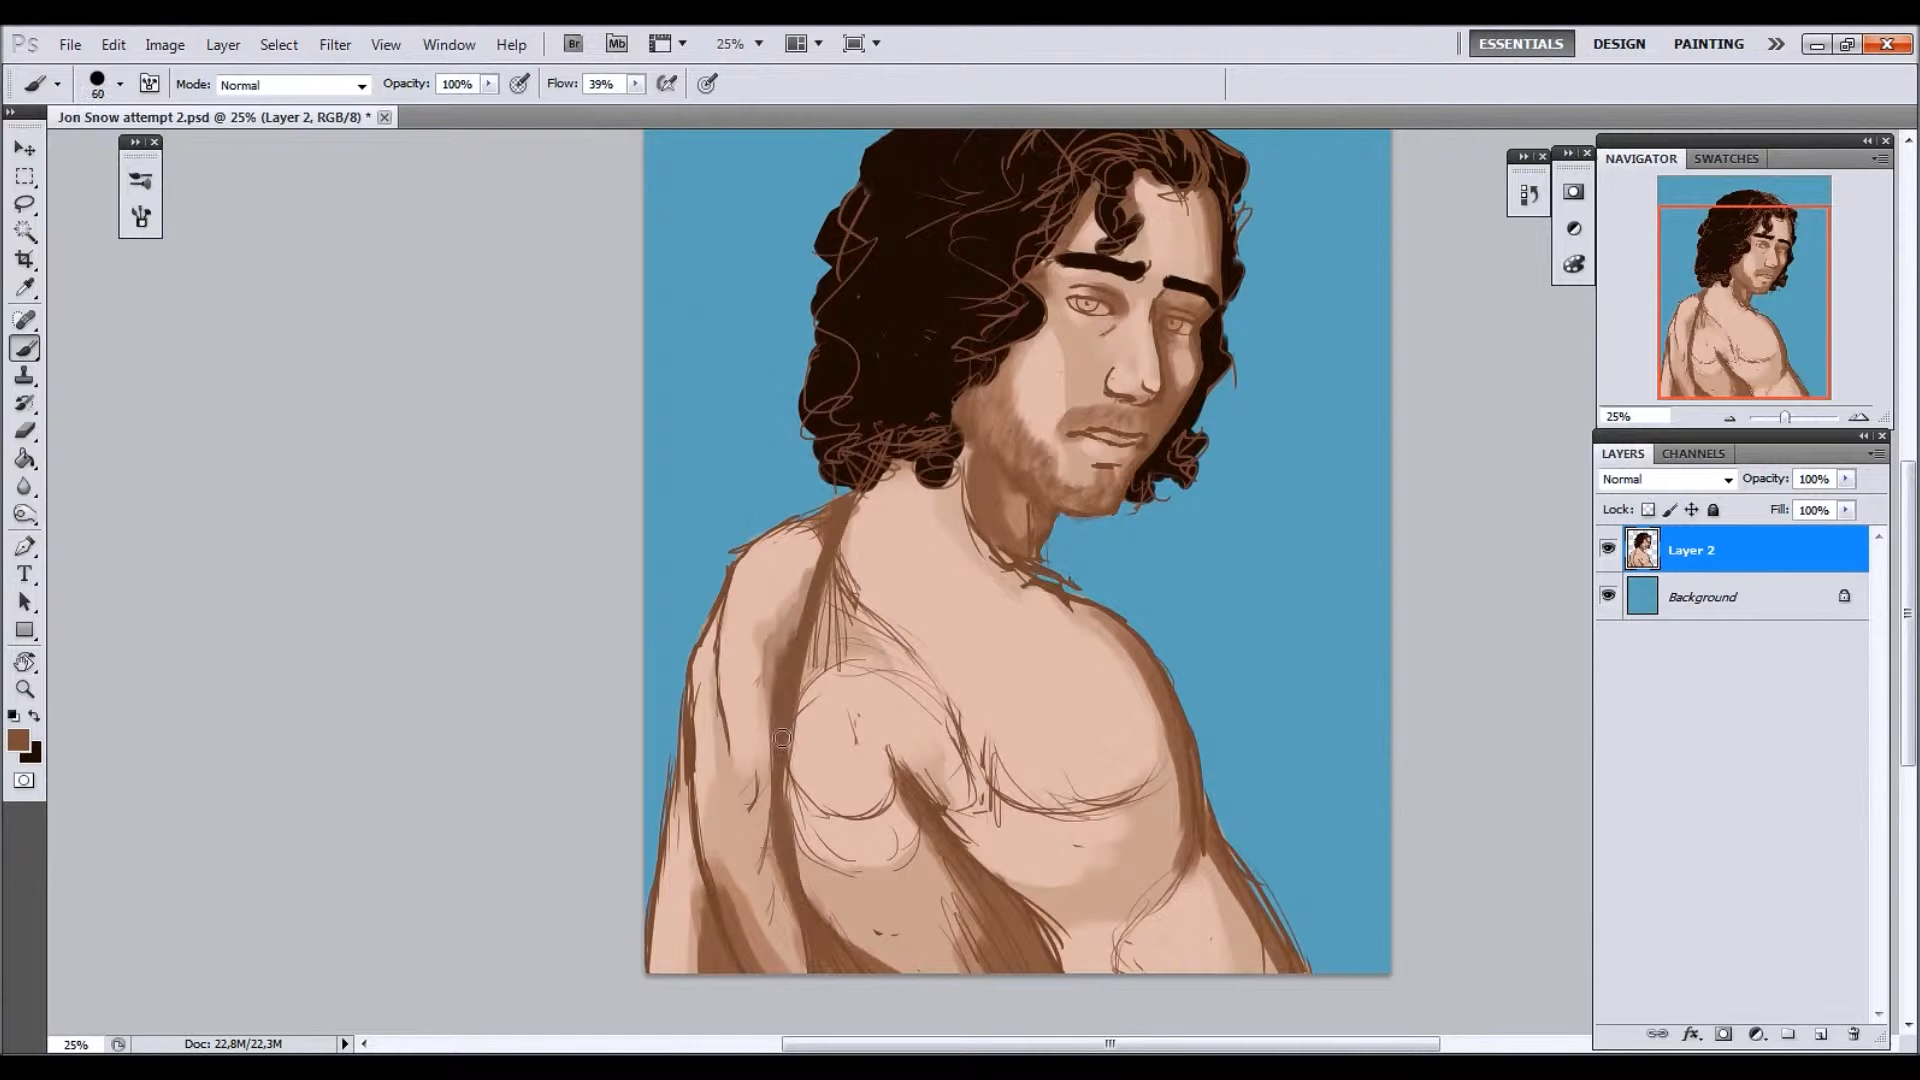 Ps File Edit Image Layer Select Filter View Window Help Br Mb 25% ESSENTIALS DESIGN PAINTING
60 Mode: Normal Opacity: 100% Flow: 39%
Jon Snow attempt 2.psd @ 25% (Layer 2, RGB/8) *
NAVIGATOR SWATCHES
25%
LAYERS CHANNELS
Normal Opacity: 100%
Lock: Fill: 100%
Layer 2
Background
T
fx
25% Doc: 22,8M/22,3M